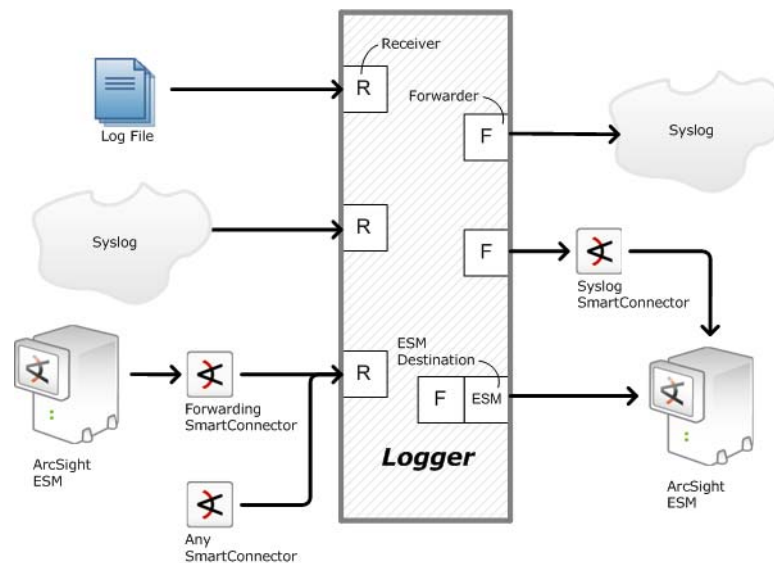 Receiver
R
Log File
Forwarder
F
Syslog
Syslog
R
F
Syslog
SmartConnector
ESM
Destination
R
F
ESM
Forwarding
SmartConnector
ArcSight
ESM
Logger
ArcSight
ESM
Any
SmartConnector